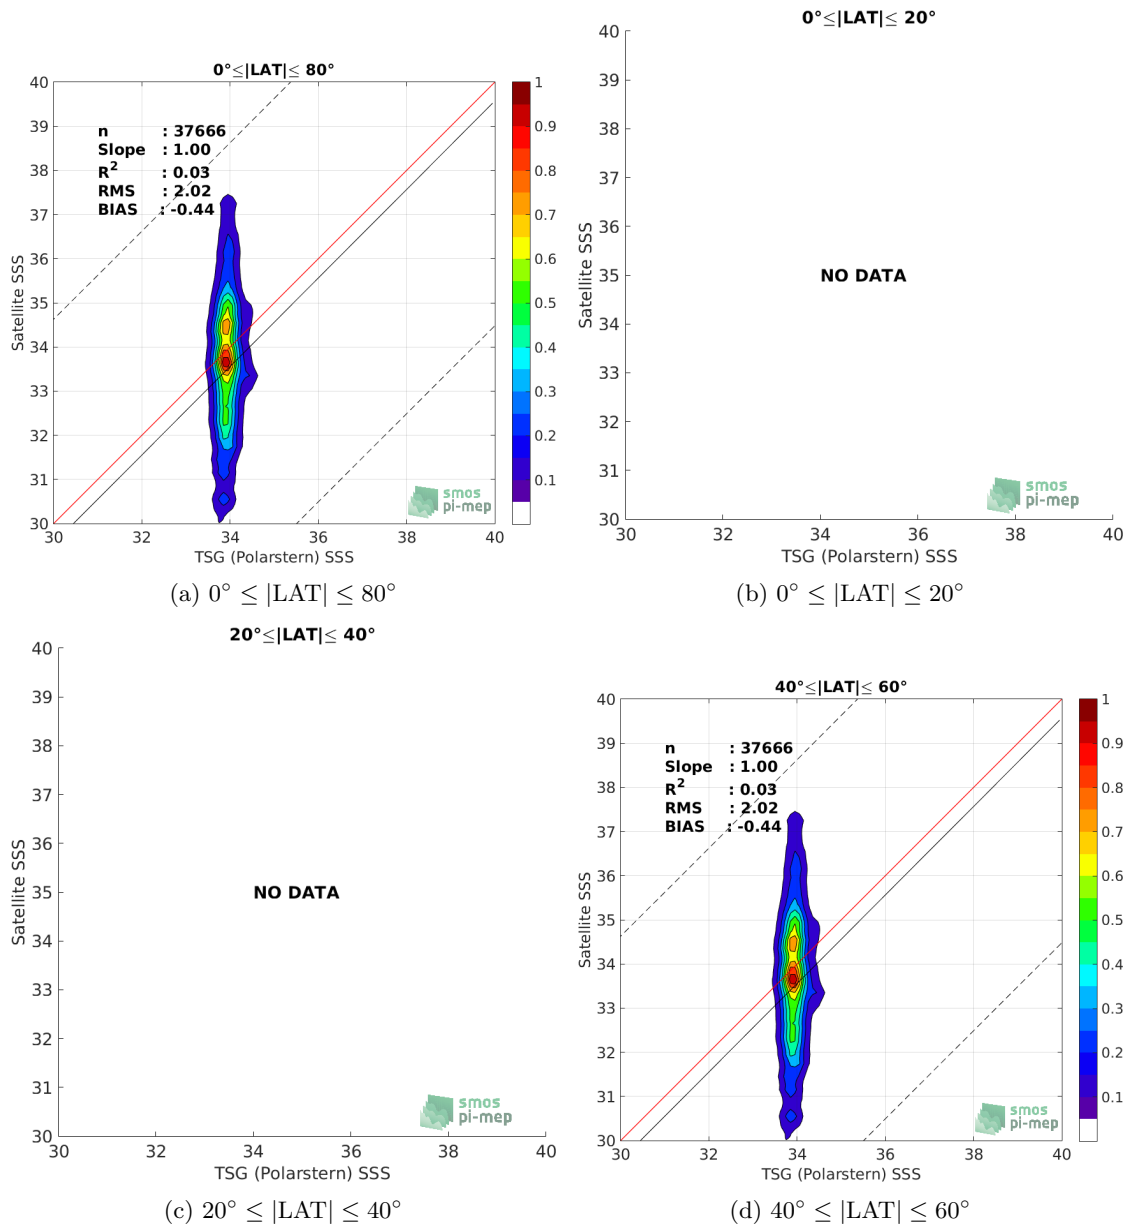 0°≤|LAT|≤ 80°
40
39
38
37
36
35
34
33
32
31
30
Satellite SSS
n : 37666
Slope : 1.00
R2 : 0.03
RMS : 2.02
BIAS : -0.44
1
0.9
0.8
0.7
0.6
0.5
0.4
0.3
0.2
0.1
smos
pi-mep
30 32 34 36 38 40
TSG (Polarstern) SSS
(a) 0° ≤ |LAT| ≤ 80°
0°≤|LAT|≤ 20°
40
39
38
37
36
35
34
33
32
31
30
Satellite SSS
NO DATA
smos
pi-mep
30 32 34 36 38 40
TSG (Polarstern) SSS
(b) 0° ≤ |LAT| ≤ 20°
20°≤|LAT|≤ 40°
40
39
38
37
36
35
34
33
32
31
30
Satellite SSS
NO DATA
smos
pi-mep
30 32 34 36 38 40
TSG (Polarstern) SSS
(c) 20° ≤ |LAT| ≤ 40°
40°≤|LAT|≤ 60°
40
39
38
37
36
35
34
33
32
31
30
Satellite SSS
n : 37666
Slope : 1.00
R2 : 0.03
RMS : 2.02
BIAS : -0.44
1
0.9
0.8
0.7
0.6
0.5
0.4
0.3
0.2
0.1
smos
pi-mep
30 32 34 36 38 40
TSG (Polarstern) SSS
(d) 40° ≤ |LAT| ≤ 60°